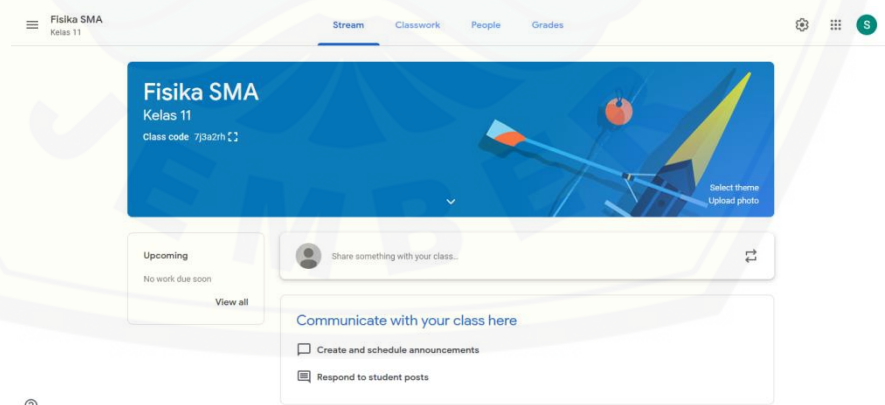 Fisika SMA
Kelas 11
Stream Classwork People Grades
S
Fisika SMA
Kelas 11
Class code 7j3a2rh
Select theme
Upload photo
Upcoming
No work due soon
View all
Share something with your class...
Communicate with your class here
Create and schedule announcements
Respond to student posts
JEMBER